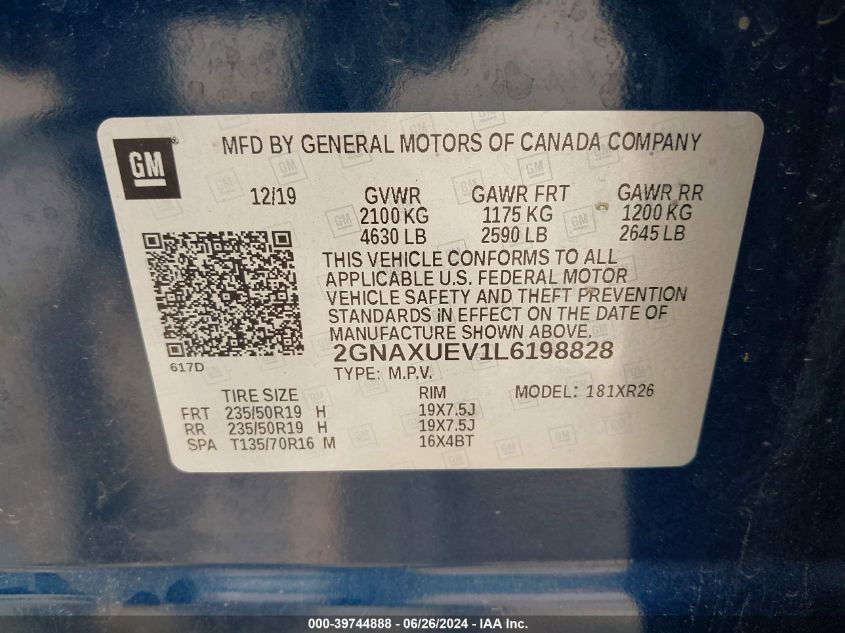 GM
MFD BY GENERAL MOTORS OF CANADA COMPANY
12/19 GVWR GAWR FRT GAWR RR
2100 KG 1175 KG 1200 KG
4630 LB 2590 LB 2645 LB
THIS VEHICLE CONFORMS TO ALL
APPLICABLE U.S. FEDERAL MOTOR
VEHICLE SAFETY AND THEFT PREVENTION
STANDARDS IN EFFECT ON THE DATE OF
MANUFACTURE SHOWN ABOVE.
617D 2GNAXUEV1L6198828
TYPE: M.P.V.
TIRE SIZE RIM MODEL: 181XR26
FRT 235/50R19 H 19X7.5J
RR 235/50R19 H 19X7.5J
SPA T135/70R16 M 16X4BT
000-39744888 - 06/26/2024 - IAA Inc.